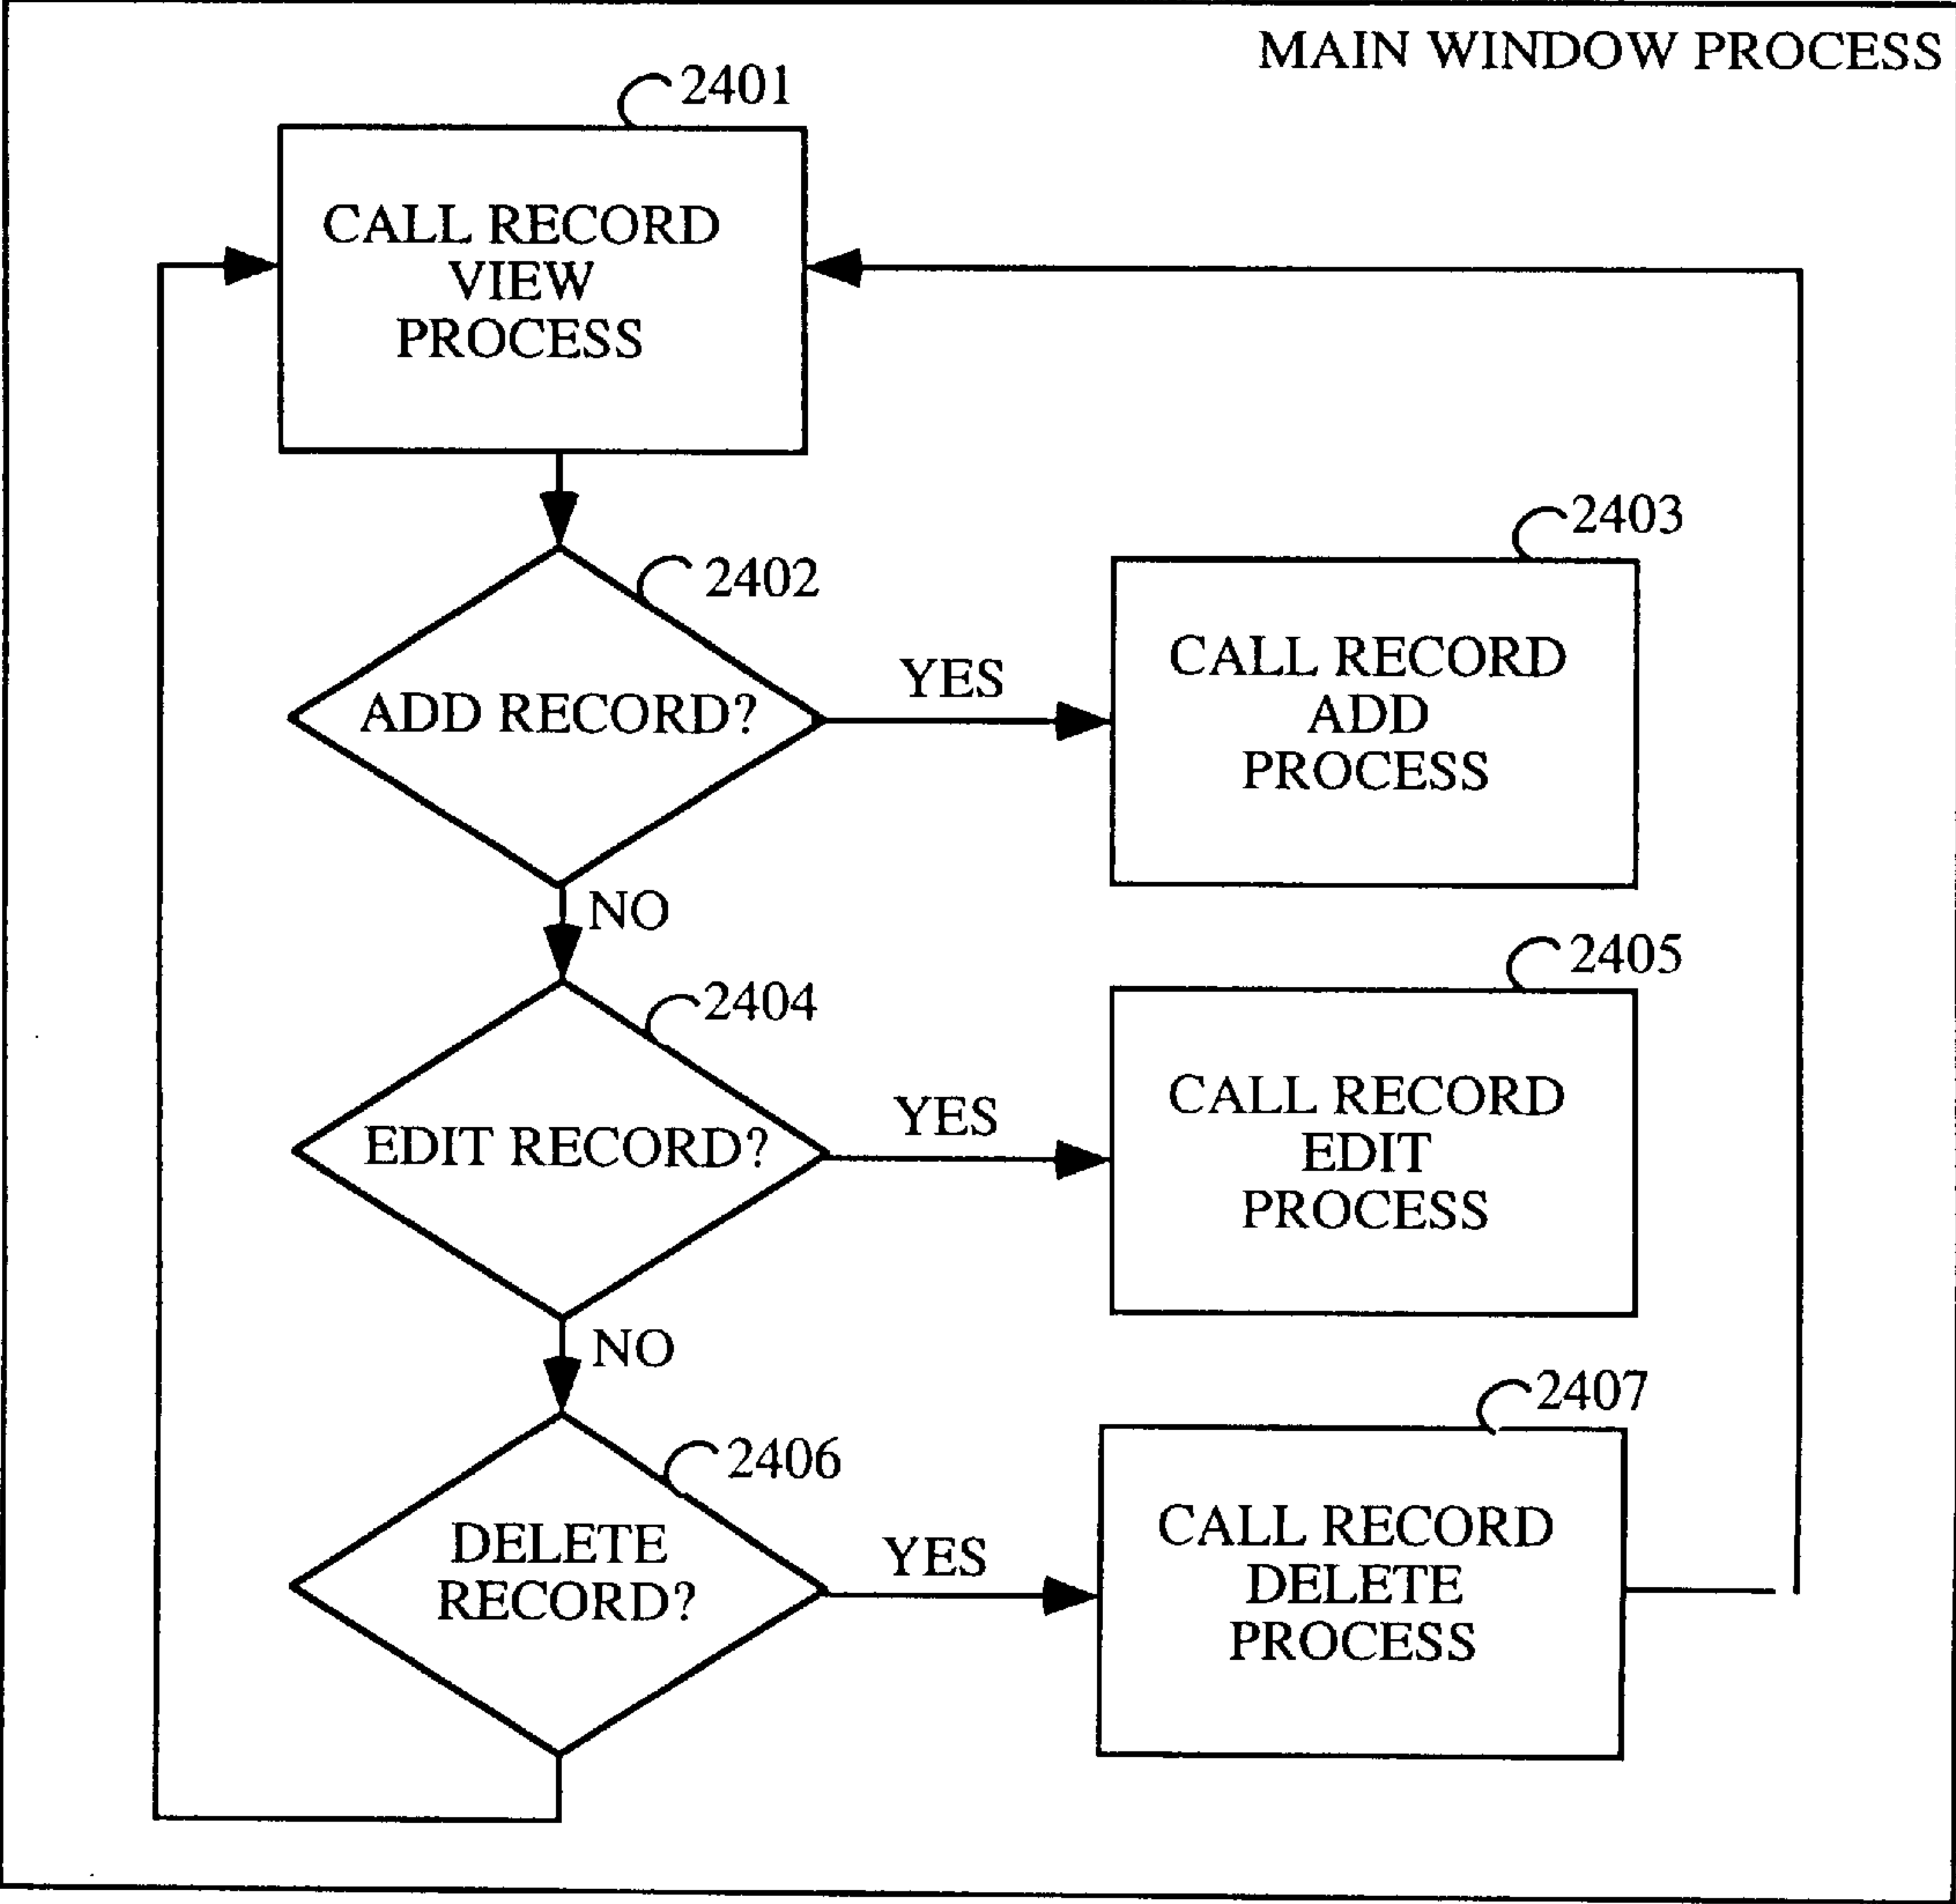 MAIN WINDOW PROCESS
2401
CALL RECORD
VIEW
PROCESS
2402
ADD RECORD?
YES
2403
CALL RECORD
ADD
PROCESS
NO
2404
EDIT RECORD?
YES
2405
CALL RECORD
EDIT
PROCESS
NO
2406
DELETE
RECORD?
YES
2407
CALL RECORD
DELETE
PROCESS